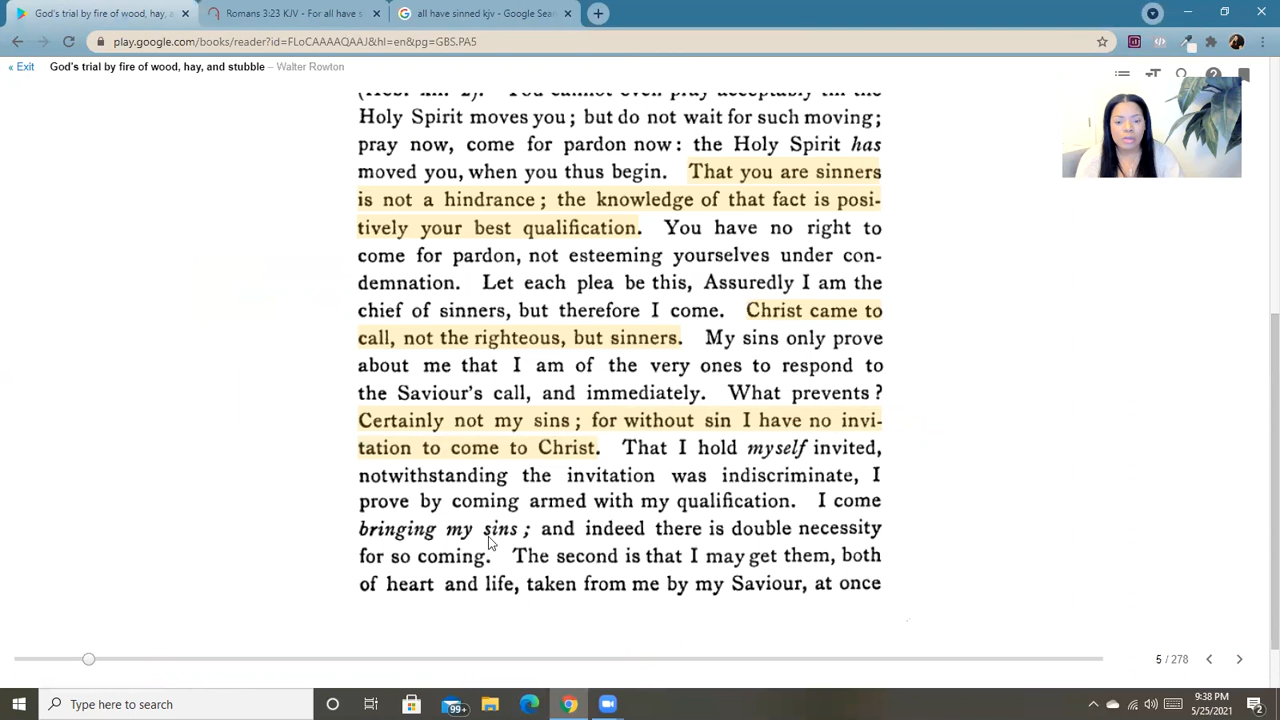 God's trial by fire of wood, hay, a
Romans 3:23 KJV - For all have s
all have sinned kjv - Google Sea
play.google.com/books/reader?id=FLoCAAAAQAAJ&hl=en&pg=GBS.PA5
« Exit God's trial by fire of wood, hay, and stubble – Walter Rowton
Holy Spirit moves you; but do not wait for such moving;
pray now, come for pardon now: the Holy Spirit has
moved you, when you thus begin. That you are sinners
is not a hindrance; the knowledge of that fact is posi-
tively your best qualification. You have no right to
come for pardon, not esteeming yourselves under con-
demnation. Let each plea be this, Assuredly I am the
chief of sinners, but therefore I come. Christ came to
call, not the righteous, but sinners. My sins only prove
about me that I am of the very ones to respond to
the Saviour's call, and immediately. What prevents?
Certainly not my sins; for without sin I have no invi-
tation to come to Christ. That I hold myself invited,
notwithstanding the invitation was indiscriminate, I
prove by coming armed with my qualification. I come
bringing my sins; and indeed there is double necessity
for so coming. The second is that I may get them, both
of heart and life, taken from me by my Saviour, at once
5 / 278
Type here to search
99+
9:38 PM
5/25/2021
2